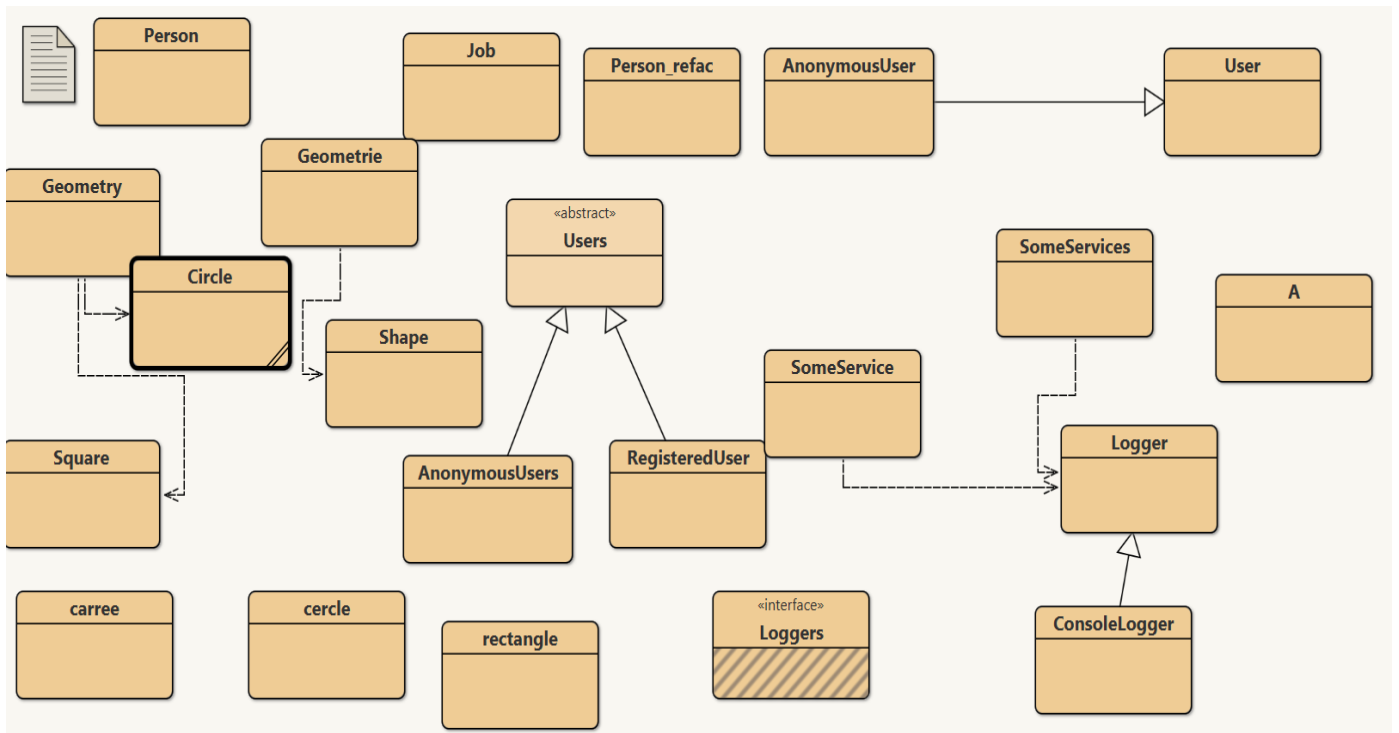 Person
Job
Person_refac
AnonymousUser
User
Geometrie
Geometry
«abstract»
Users
SomeServices
Circle
A
Shape
SomeService
Logger
Square
AnonymousUsers
RegisteredUser
carree
cercle
«interface»
Loggers
rectangle
ConsoleLogger